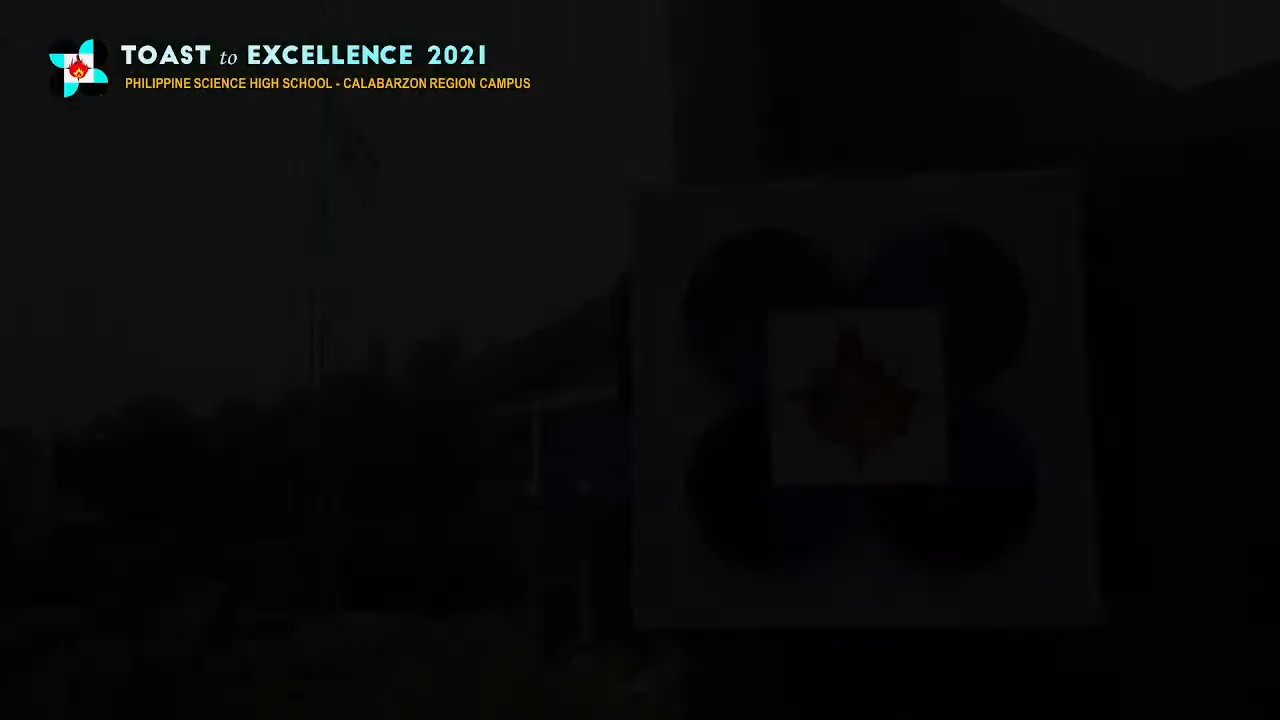 TOAST to EXCELLENCE 2021
PHILIPPINE SCIENCE HIGH SCHOOL - CALABARZON REGION CAMPUS